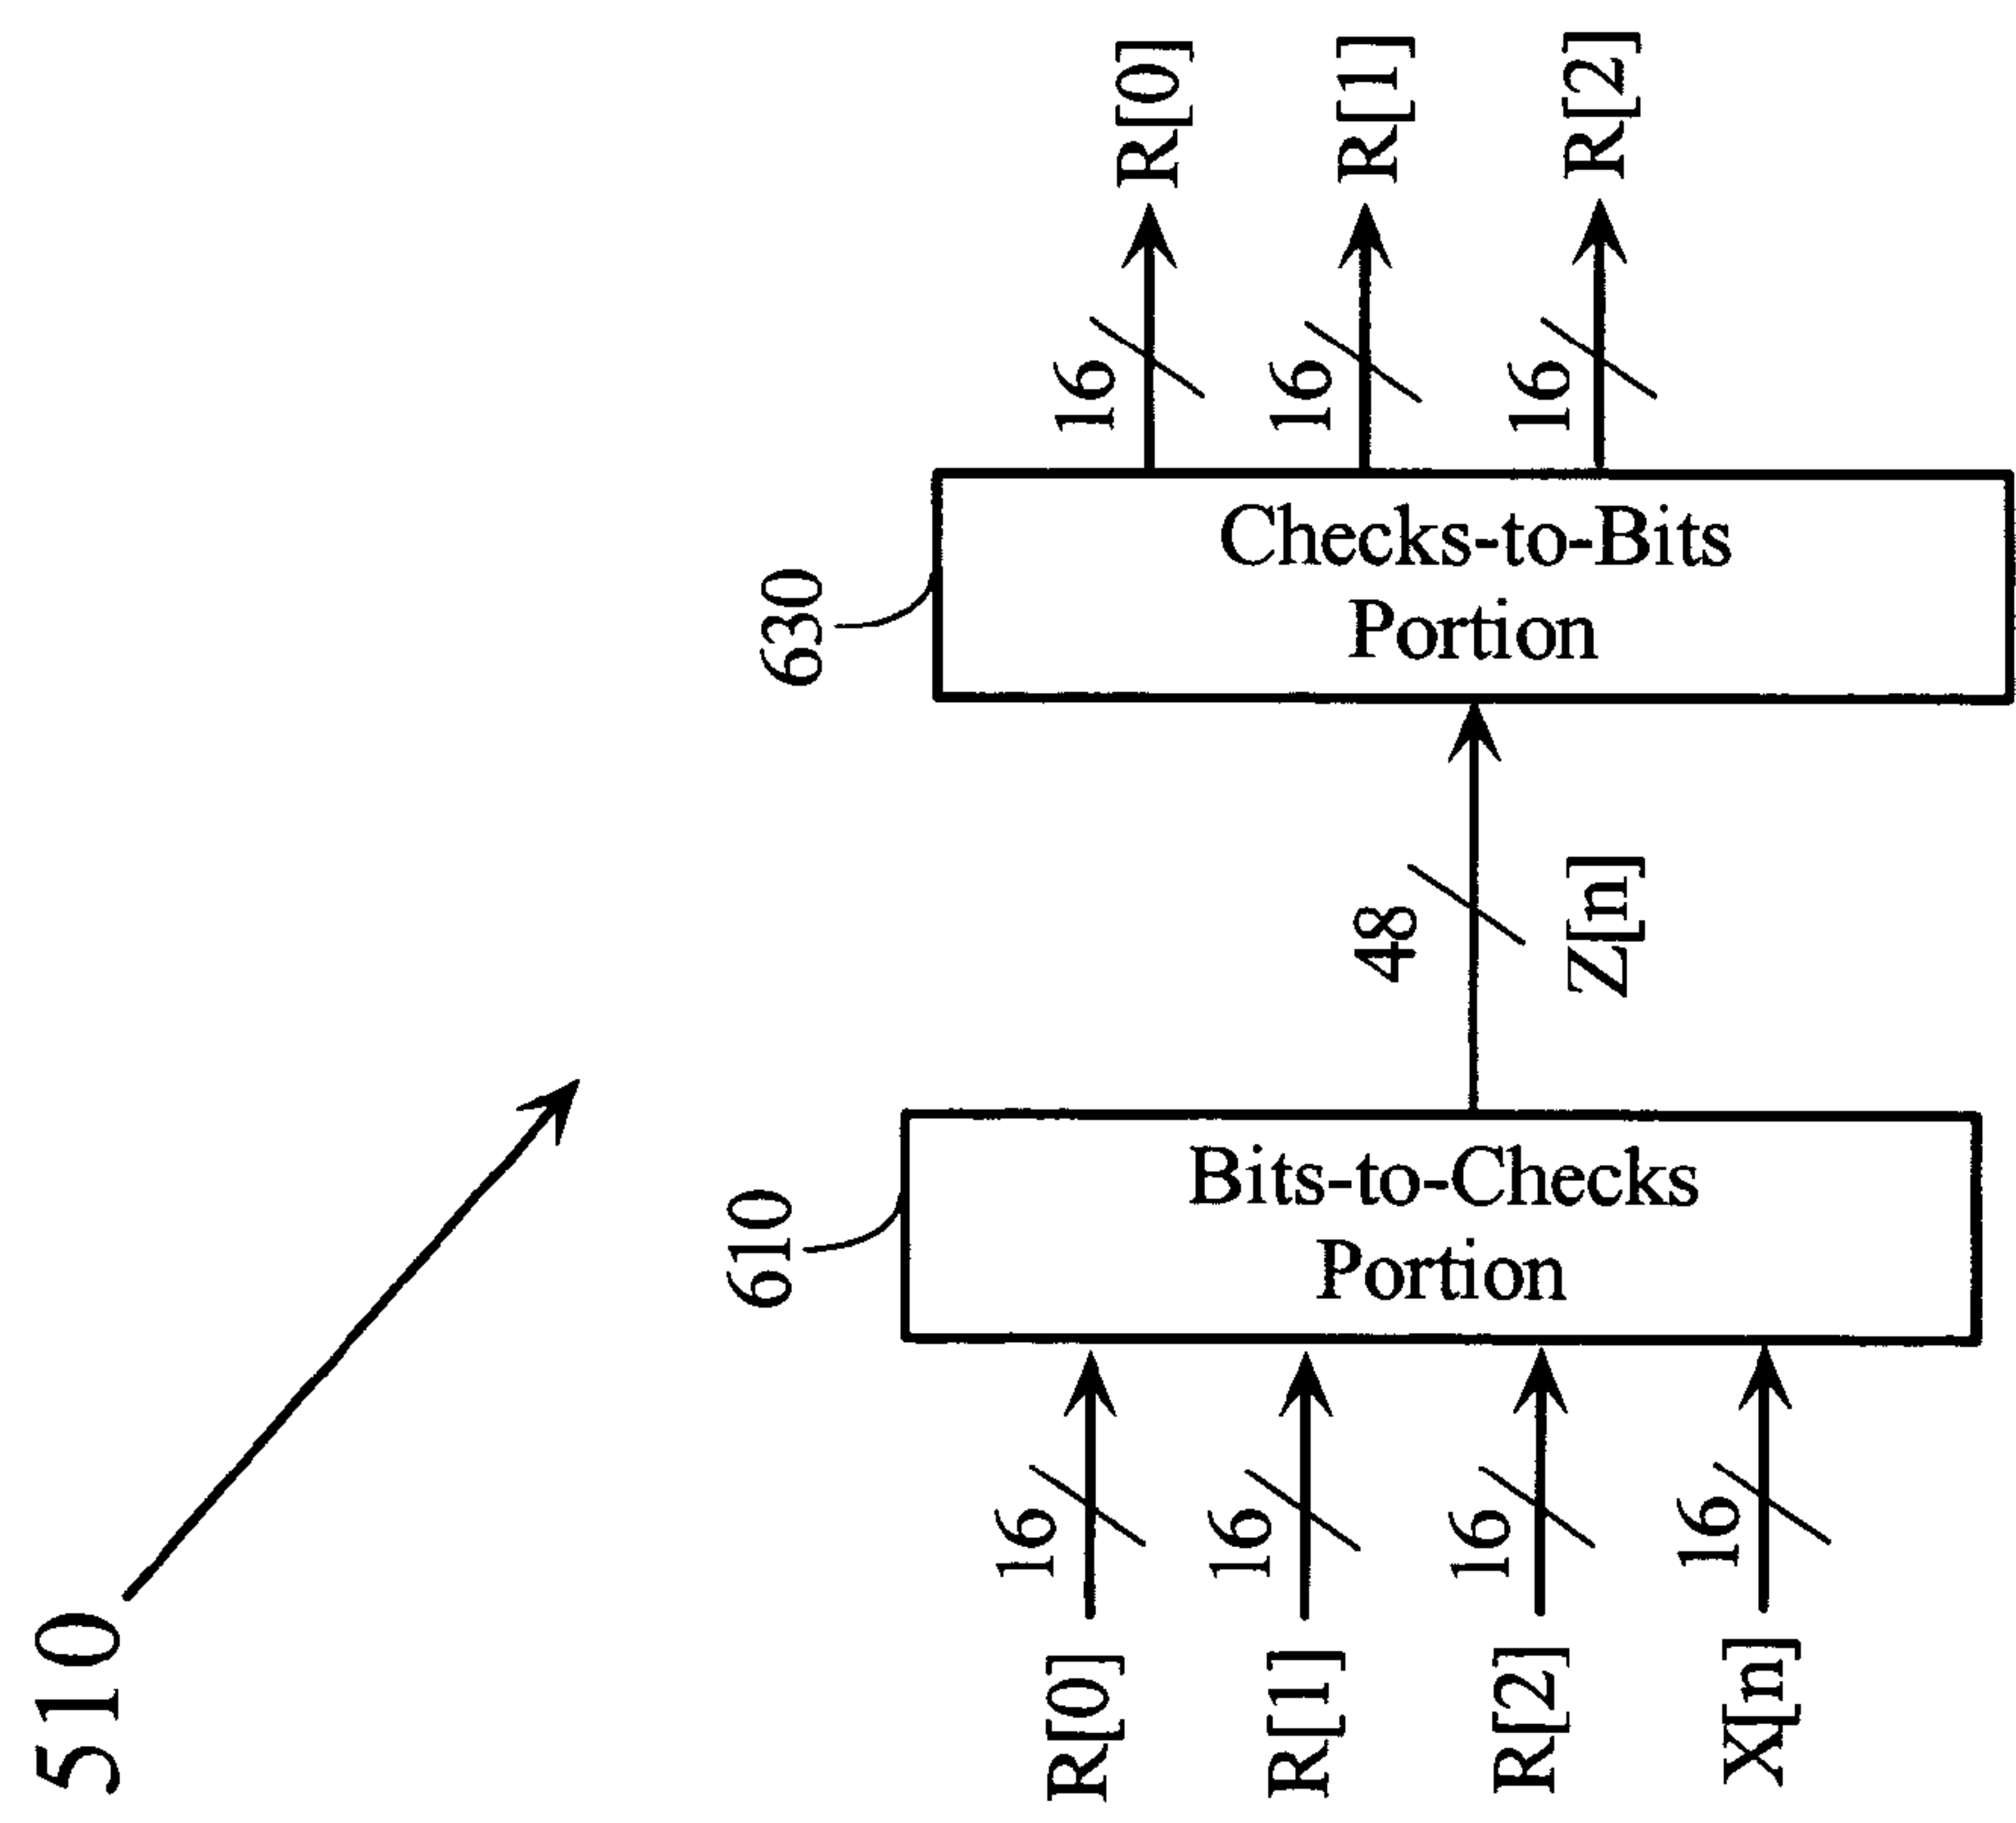 510
610
Bits-to-Checks
Portion
R[0]
16
R[1]
16
R[2]
16
X[n]
16
48
Z[n]
630
Checks-to-Bits
Portion
16
R[0]
16
R[1]
16
R[2]